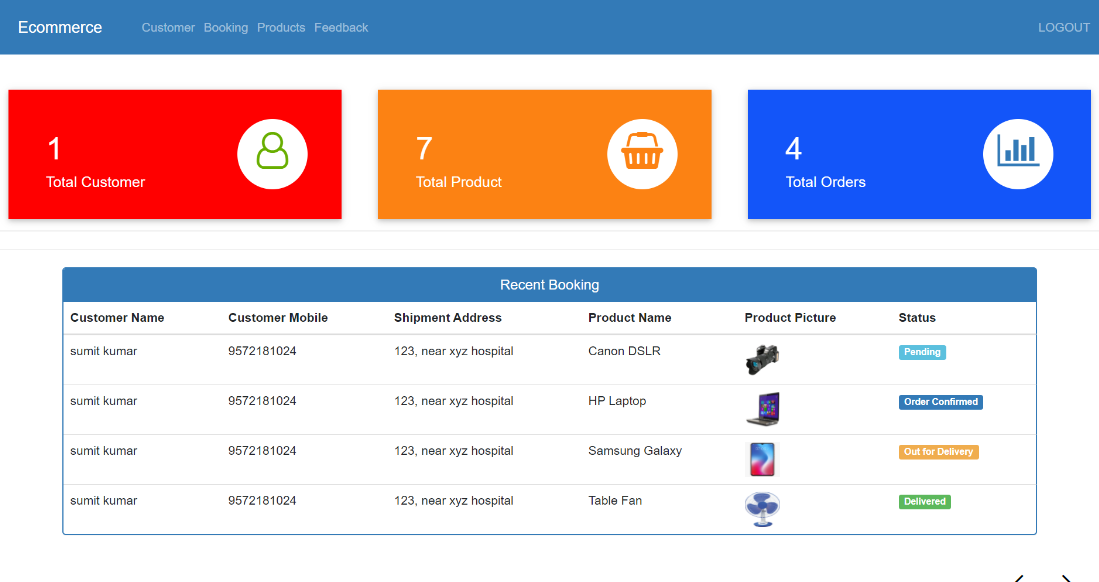 Ecommerce Customer Booking Products Feedback LOGOUT
1
Total Customer
7
Total Product
4
Total Orders
Recent Booking
Customer Name Customer Mobile Shipment Address Product Name Product Picture Status
sumit kumar 9572181024 123, near xyz hospital Canon DSLR Pending
sumit kumar 9572181024 123, near xyz hospital HP Laptop Order Confirmed
sumit kumar 9572181024 123, near xyz hospital Samsung Galaxy Out for Delivery
sumit kumar 9572181024 123, near xyz hospital Table Fan Delivered